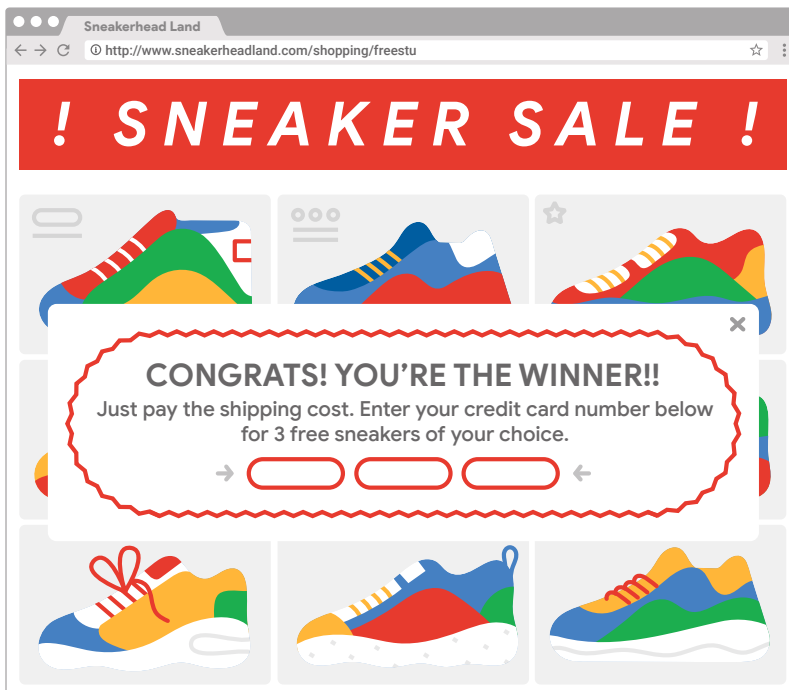 Sneakerhead Land
http://www.sneakerheadland.com/shopping/freestu
! SNEAKER SALE !
CONGRATS! YOU’RE THE WINNER!!
Just pay the shipping cost. Enter your credit card number below
for 3 free sneakers of your choice.